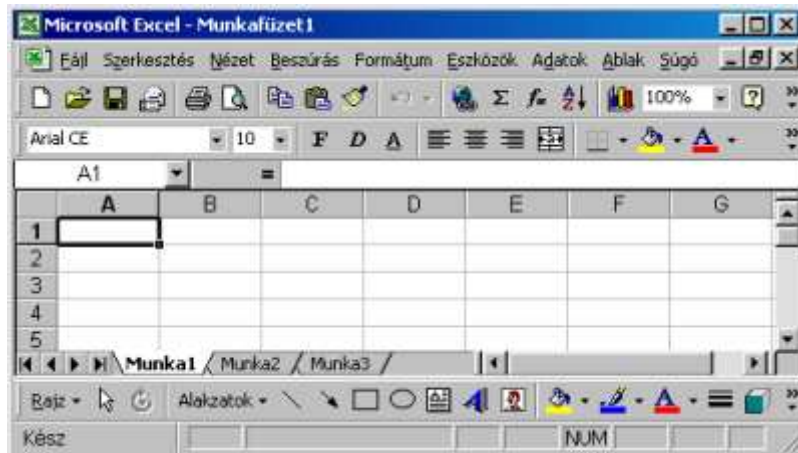 Microsoft Excel - Munkafüzet1
Fájl Szerkesztés Nézet Beszúrás Formátum Eszközök Adatok Ablak Súgó
Σ fx A Z 100% ?
Arial CE 10 F D A A
A1 =
A B C D E F G
1
2
3
4
5
Munka1 Munka2 Munka3
Rajz Alakzatok A A
Kész NUM